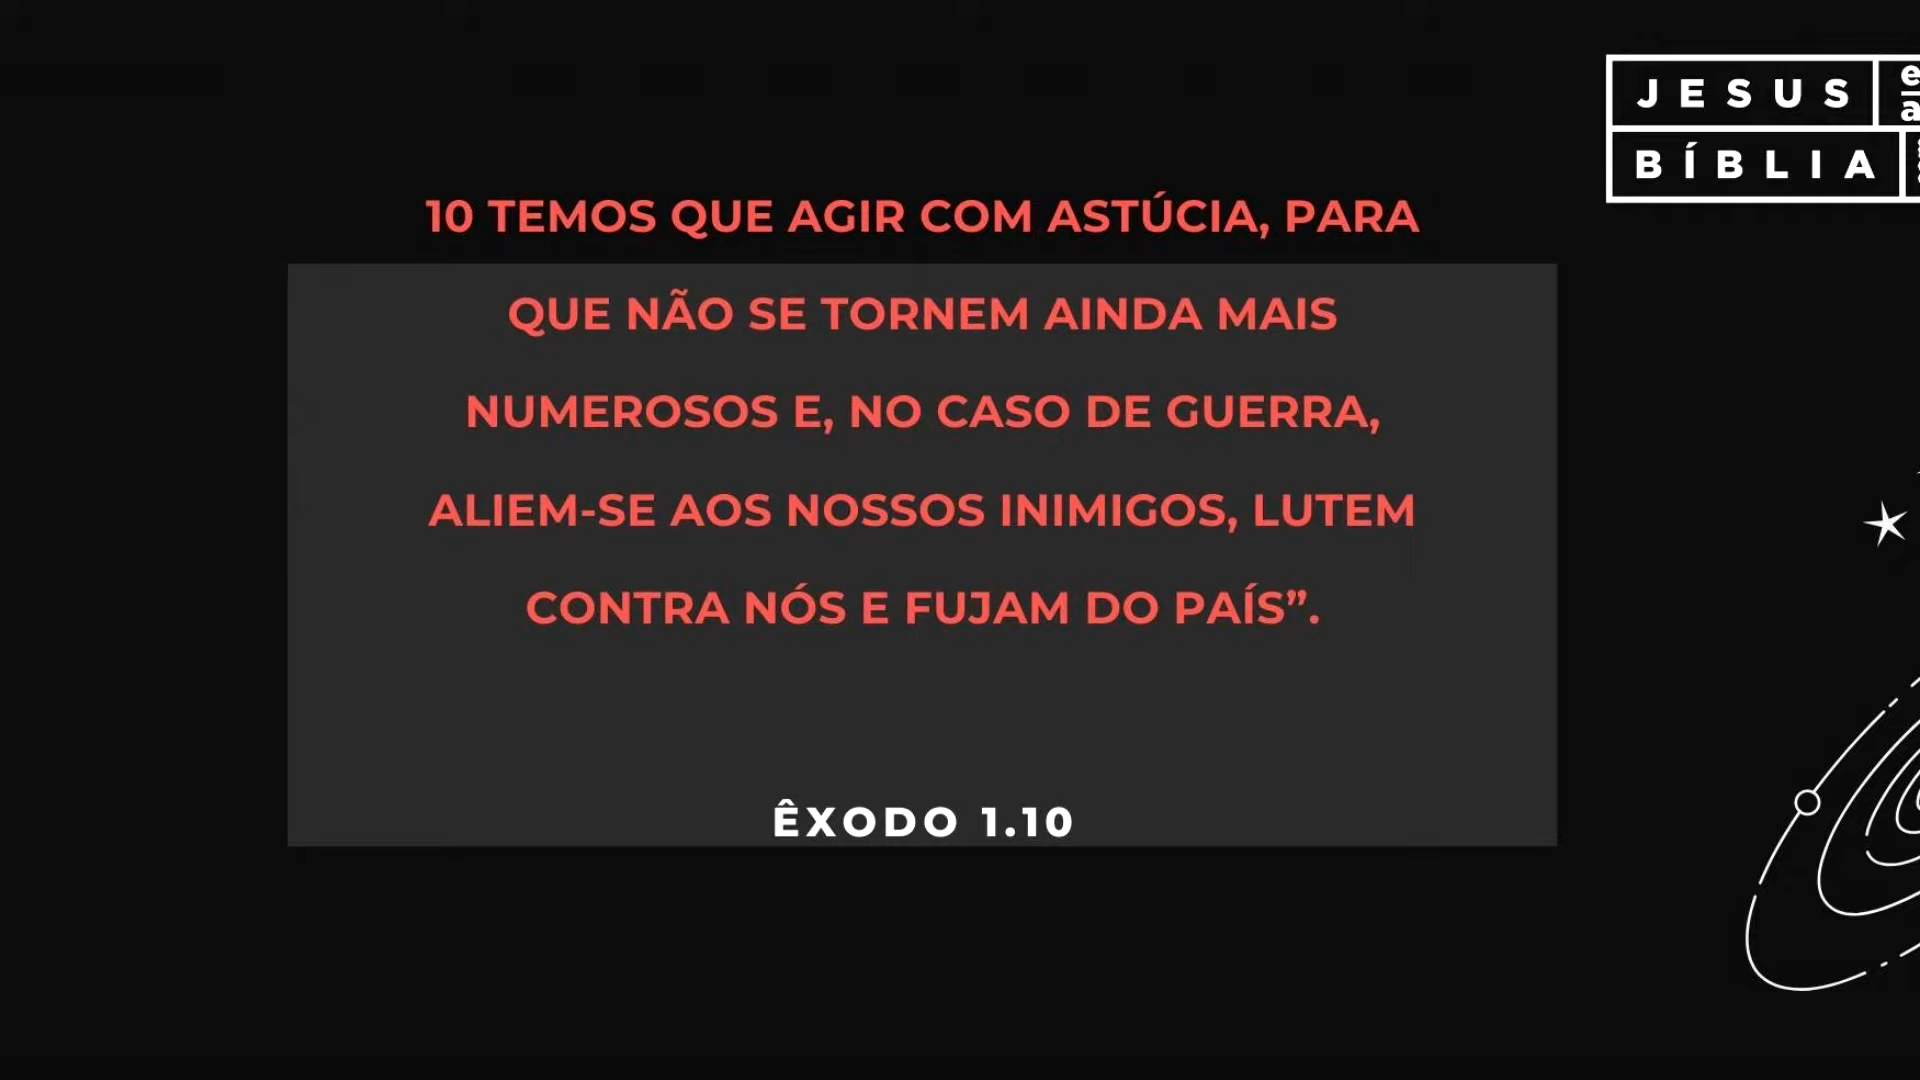 JESUS e a
BÍBLIA
10 TEMOS QUE AGIR COM ASTÚCIA, PARA
QUE NÃO SE TORNEM AINDA MAIS
NUMEROSOS E, NO CASO DE GUERRA,
ALIEM-SE AOS NOSSOS INIMIGOS, LUTEM
CONTRA NÓS E FUJAM DO PAÍS”.
ÊXODO 1.10